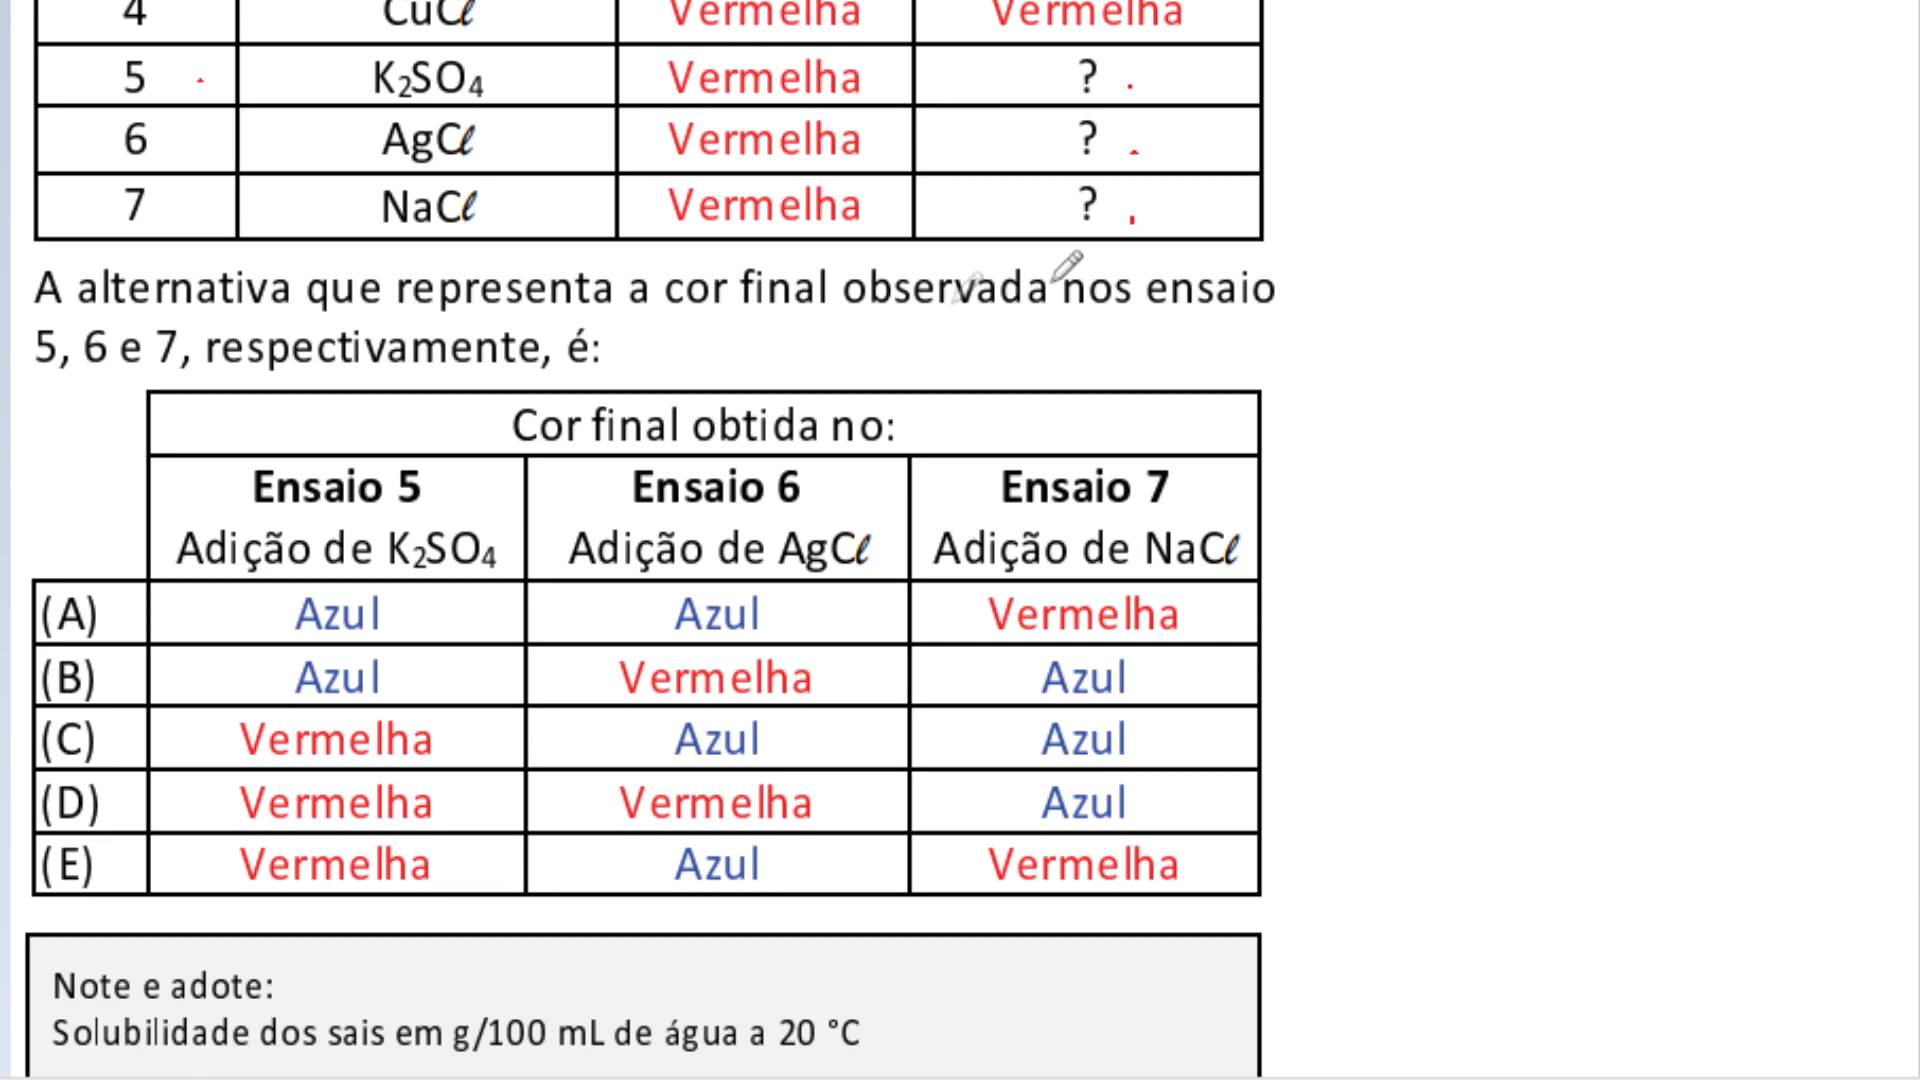 4 CuCℓ Vermelha Vermelha
5 K₂SO₄ Vermelha ?
6 AgCℓ Vermelha ?
7 NaCℓ Vermelha ?
A alternativa que representa a cor final observada nos ensaio
5, 6 e 7, respectivamente, é:
Cor final obtida no:
Ensaio 5 Ensaio 6 Ensaio 7
Adição de K₂SO₄ Adição de AgCℓ Adição de NaCℓ
(A) Azul Azul Vermelha
(B) Azul Vermelha Azul
(C) Vermelha Azul Azul
(D) Vermelha Vermelha Azul
(E) Vermelha Azul Vermelha
Note e adote:
Solubilidade dos sais em g/100 mL de água a 20 °C